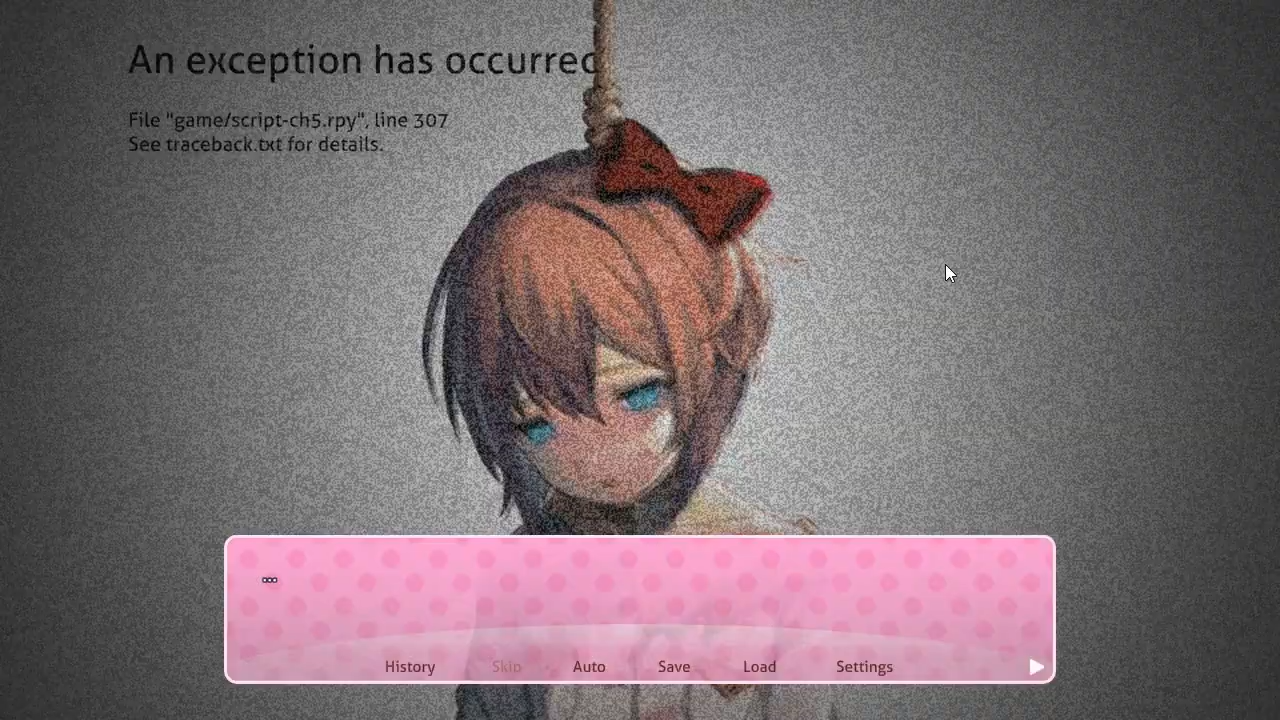 An exception has occurred
File "game/script-ch5.rpy", line 307
See traceback.txt for details.
...
History Skip Auto Save Load Settings